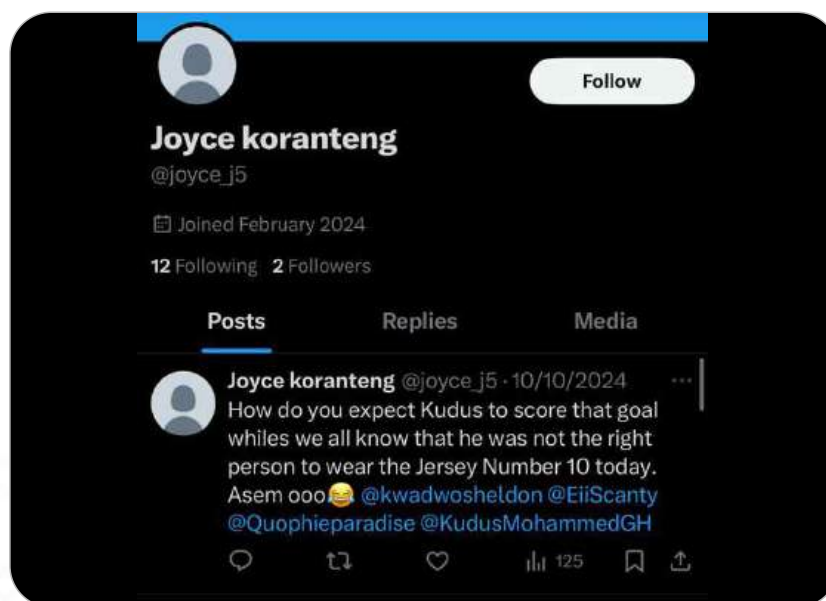 Follow
Joyce koranteng
@joyce_j5
Joined February 2024
12 Following 2 Followers
Posts Replies Media
Joyce koranteng @joyce_j5 · 10/10/2024
How do you expect Kudus to score that goal
whiles we all know that he was not the right
person to wear the Jersey Number 10 today.
Asem ooo😂 @kwadwosheldon @EiiScanty
@Quophieparadise @KudusMohammedGH
125